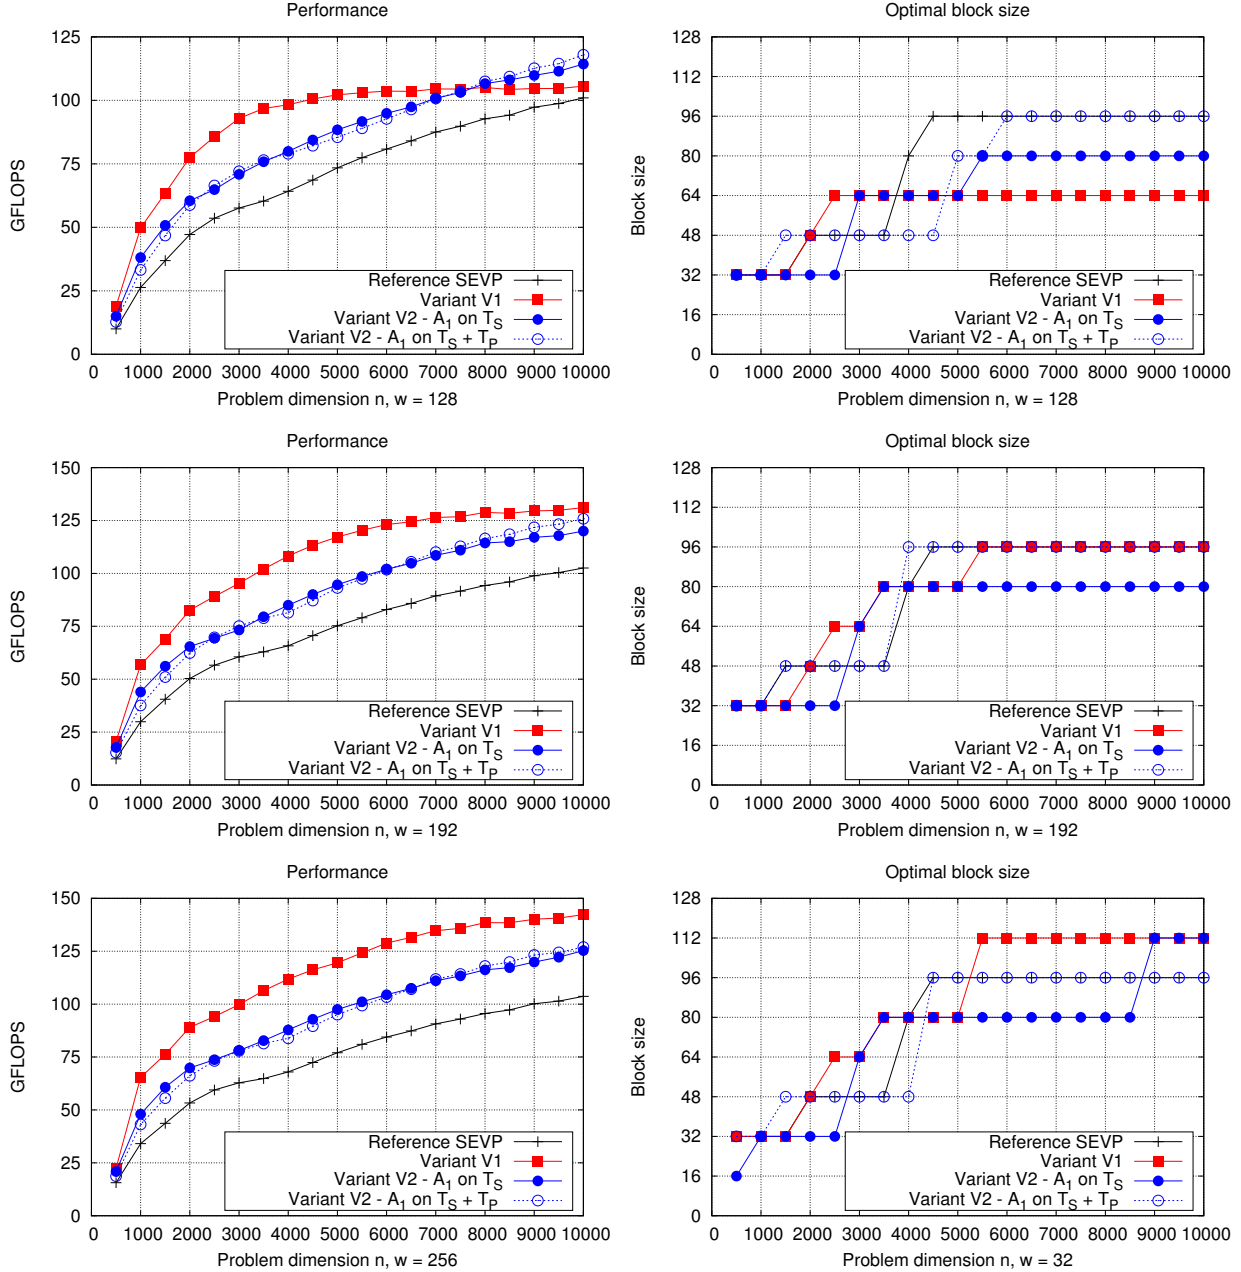 Performance
125
100
75
50
25
0
GFLOPS
Reference SEVP
Variant V1
Variant V2 - A1 on TS
Variant V2 - A1 on TS + TP
0 1000 2000 3000 4000 5000 6000 7000 8000 9000 10000
Problem dimension n, w = 128
Optimal block size
128
112
96
80
64
48
32
16
0
Block size
Reference SEVP
Variant V1
Variant V2 - A1 on TS
Variant V2 - A1 on TS + TP
0 1000 2000 3000 4000 5000 6000 7000 8000 9000 10000
Problem dimension n, w = 128
Performance
150
125
100
75
50
25
0
GFLOPS
Reference SEVP
Variant V1
Variant V2 - A1 on TS
Variant V2 - A1 on TS + TP
0 1000 2000 3000 4000 5000 6000 7000 8000 9000 10000
Problem dimension n, w = 192
Optimal block size
128
112
96
80
64
48
32
16
0
Block size
Reference SEVP
Variant V1
Variant V2 - A1 on TS
Variant V2 - A1 on TS + TP
0 1000 2000 3000 4000 5000 6000 7000 8000 9000 10000
Problem dimension n, w = 192
Performance
150
125
100
75
50
25
0
GFLOPS
Reference SEVP
Variant V1
Variant V2 - A1 on TS
Variant V2 - A1 on TS + TP
0 1000 2000 3000 4000 5000 6000 7000 8000 9000 10000
Problem dimension n, w = 256
Optimal block size
128
112
96
80
64
48
32
16
0
Block size
Reference SEVP
Variant V1
Variant V2 - A1 on TS
Variant V2 - A1 on TS + TP
0 1000 2000 3000 4000 5000 6000 7000 8000 9000 10000
Problem dimension n, w = 32